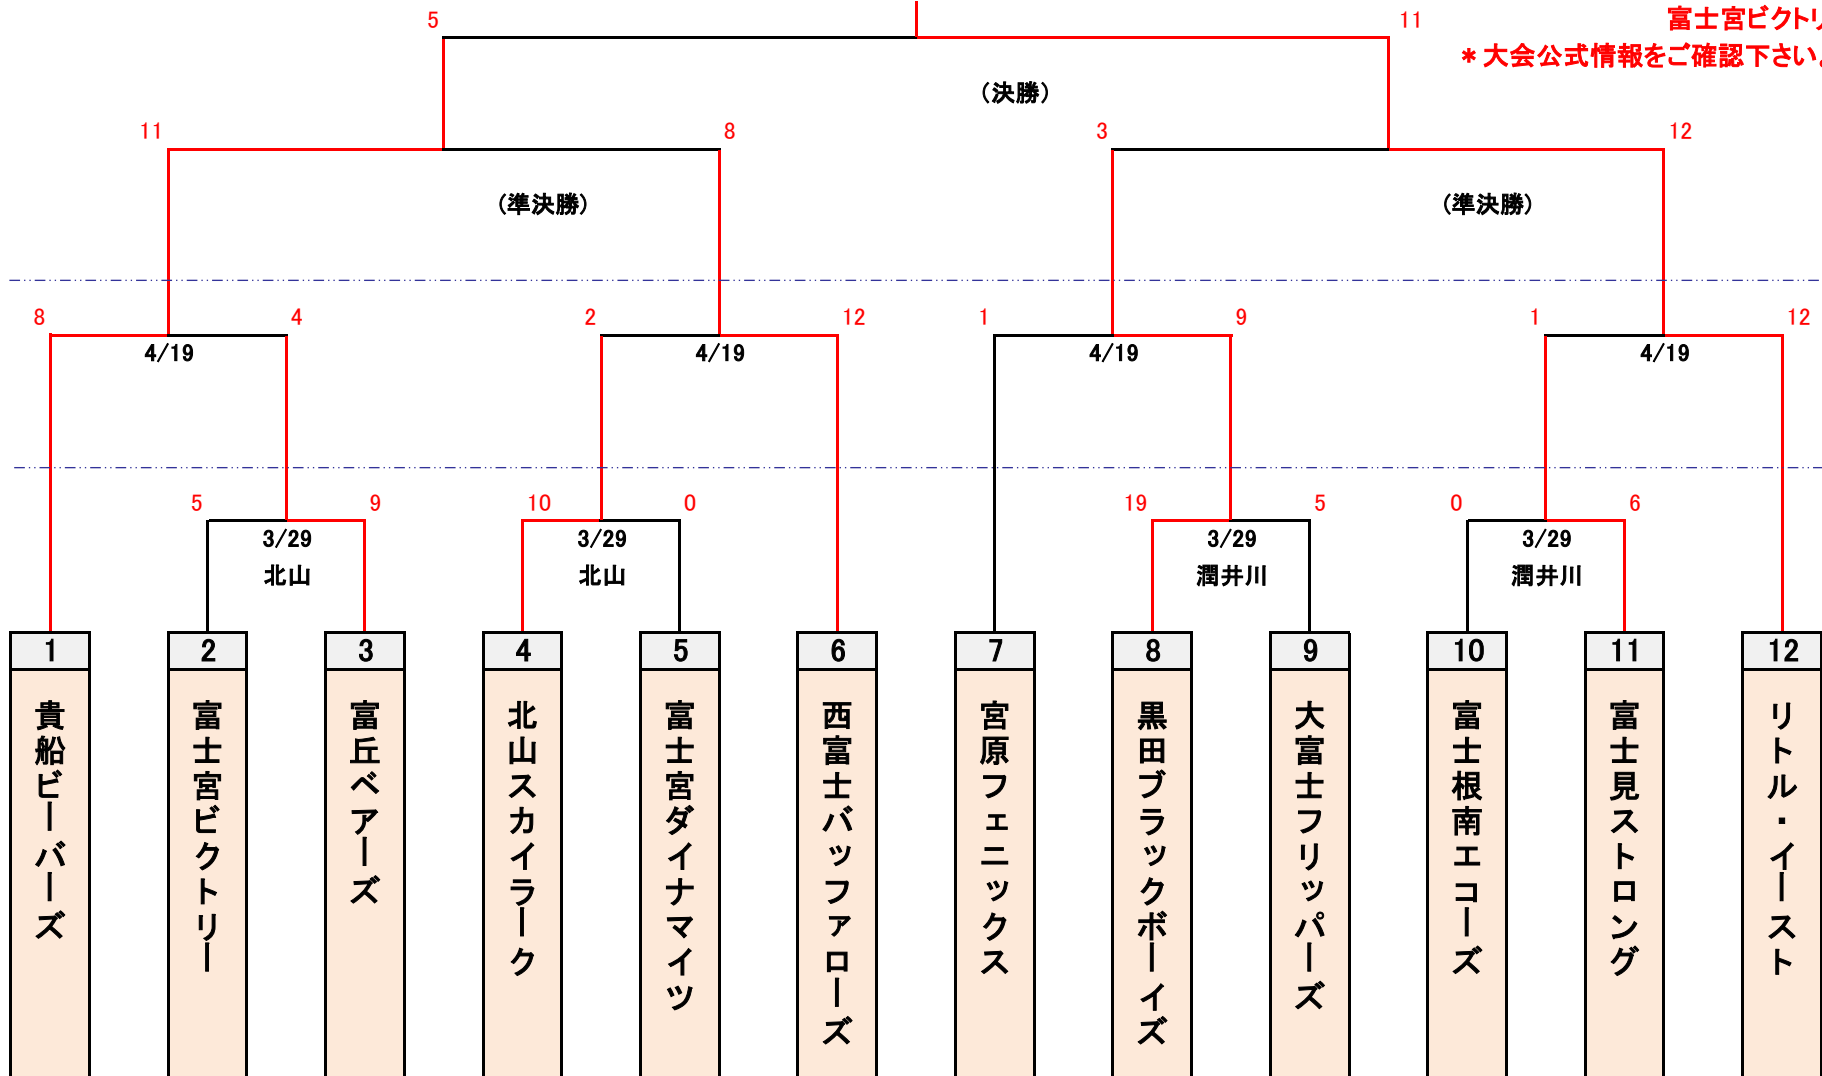 5
11
富士宮ビクトリ
＊大会公式情報をご確認下さい。
(決勝)
11
8
3
12
(準決勝)
(準決勝)
8
4
2
12
1
9
1
12
4/19
4/19
4/19
4/19
5
9
10
0
19
5
0
6
3/29
3/29
3/29
3/29
北山
北山
潤井川
潤井川
1
2
3
4
5
6
7
8
9
10
11
12
貴船ビーバーズ
富士宮ビクトリー
富丘ベアーズ
北山スカイラーク
富士宮ダイナマイツ
西富士バッファローズ
宮原フェニックス
黒田ブラックボーイズ
大富士フリッパーズ
富士根南エコーズ
富士見ストロング
リトル・イースト